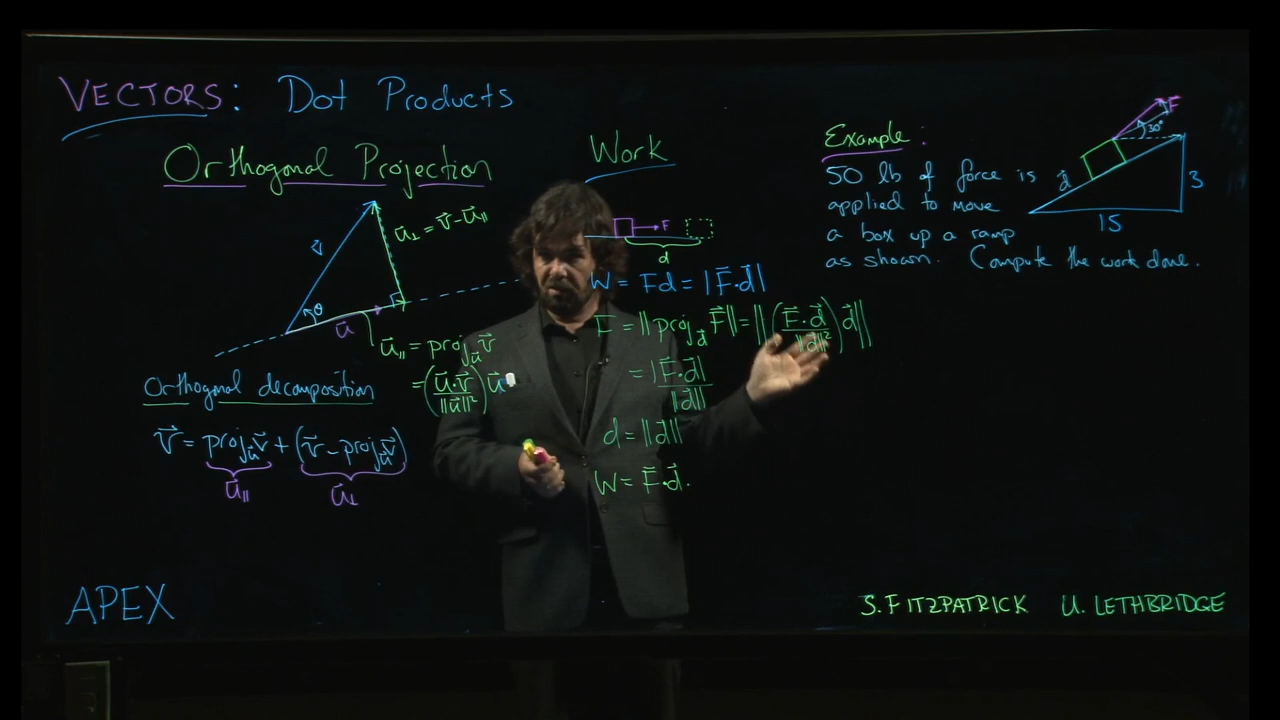 VECTORS: Dot Products
Orthogonal Projection
v⃗
u⃗⊥ = v⃗ - u⃗∥
θ
u⃗
u⃗∥ = proj_u⃗ v⃗
= (u⃗·v⃗ / ‖u⃗‖²) u⃗
Orthogonal decomposition
v⃗ = proj_u⃗ v⃗ + (v⃗ - proj_u⃗ v⃗)
u⃗∥ u⃗⊥
Work
F
d
W = Fd = |F⃗·d⃗|
F = ‖proj_d⃗ F⃗‖ = ‖(F⃗·d⃗ / ‖d⃗‖²) d⃗‖
= |F⃗·d⃗| / ‖d⃗‖
d = ‖d⃗‖
W = F⃗·d⃗.
Example:
50 lb of force is
applied to move
a box up a ramp
as shown. Compute the work done.
F
30°
d⃗
3
15
APEX
S. FITZPATRICK U. LETHBRIDGE